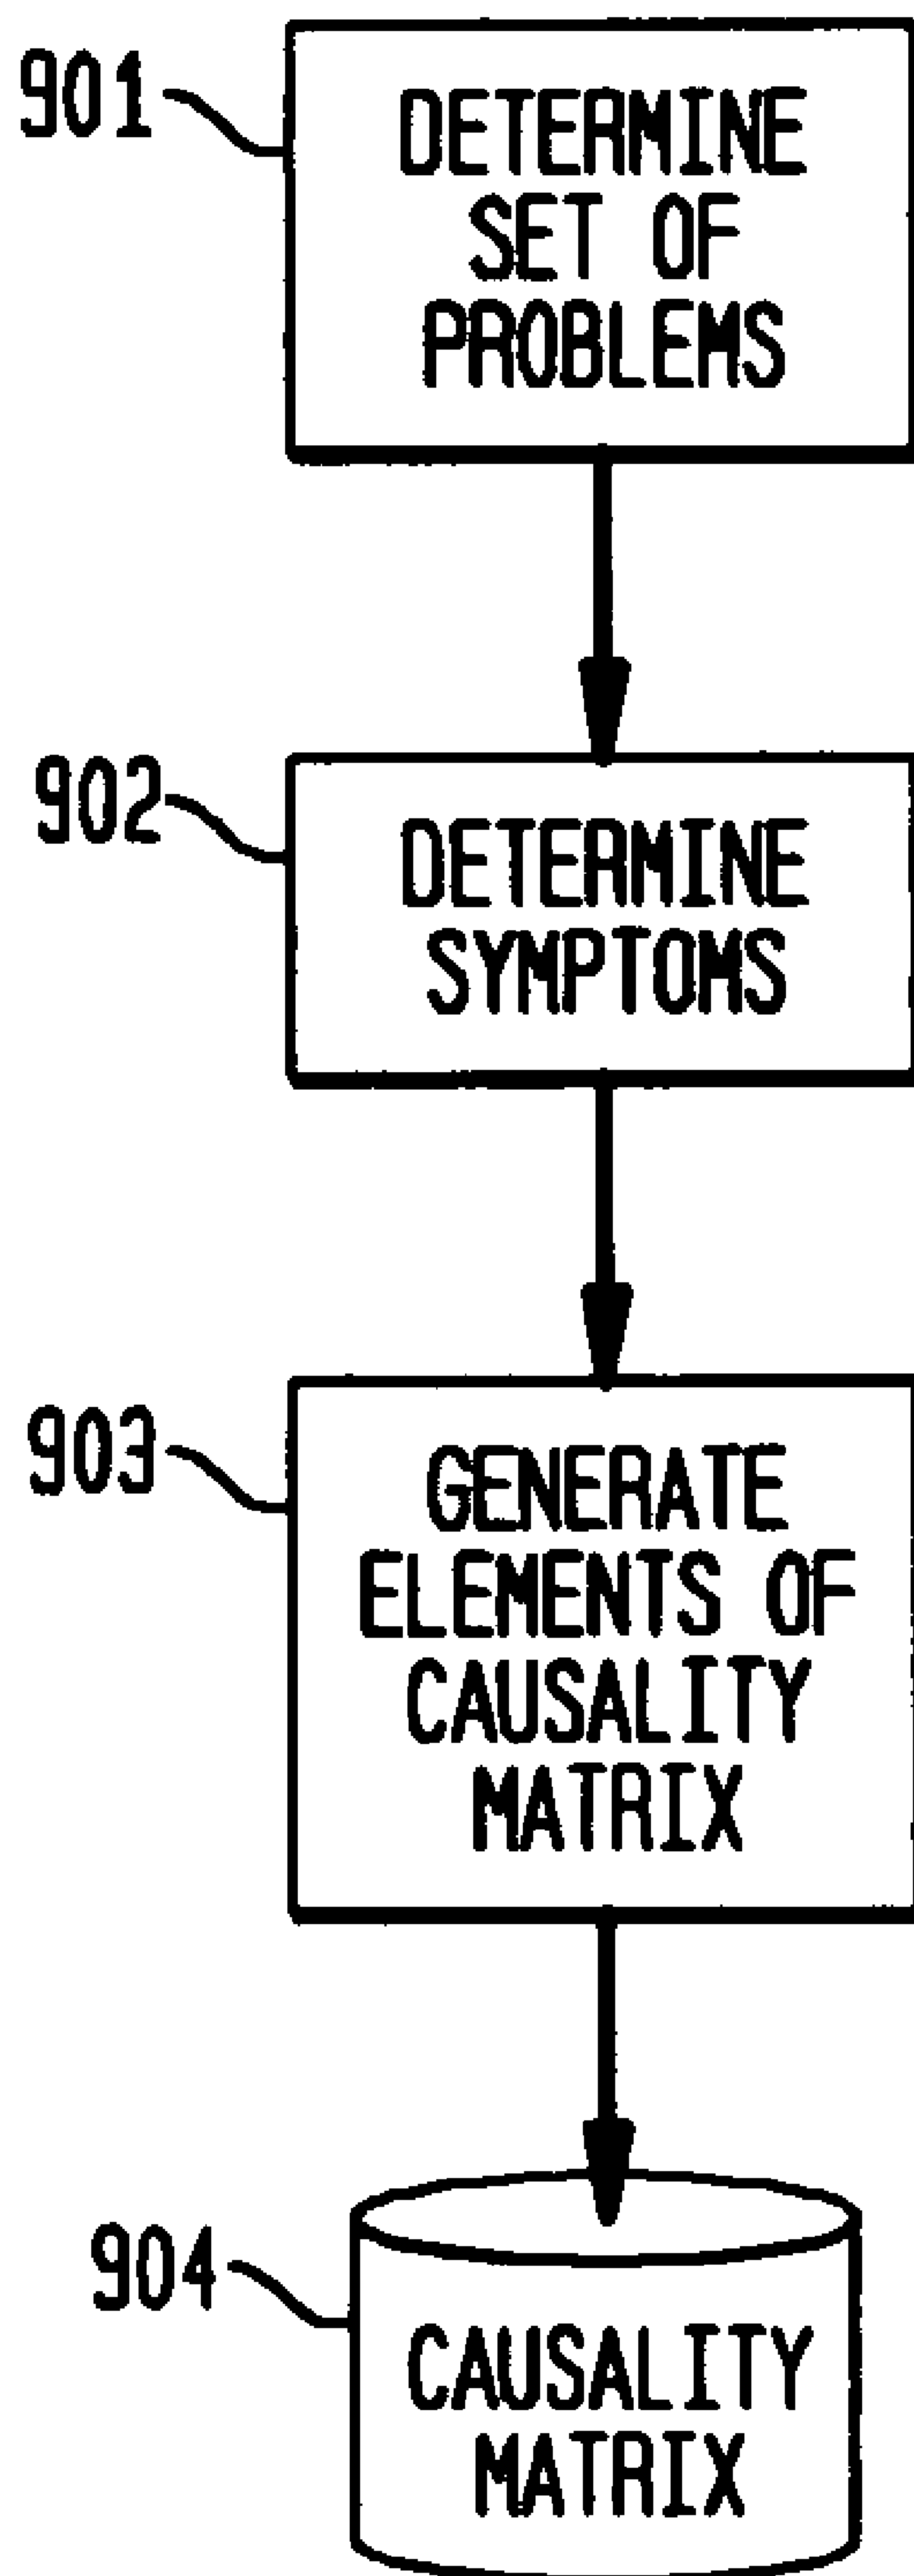 901
DETERMINE
SET OF
PROBLEMS
902
DETERMINE
SYMPTOMS
903
GENERATE
ELEMENTS OF
CAUSALITY
MATRIX
904
CAUSALITY
MATRIX